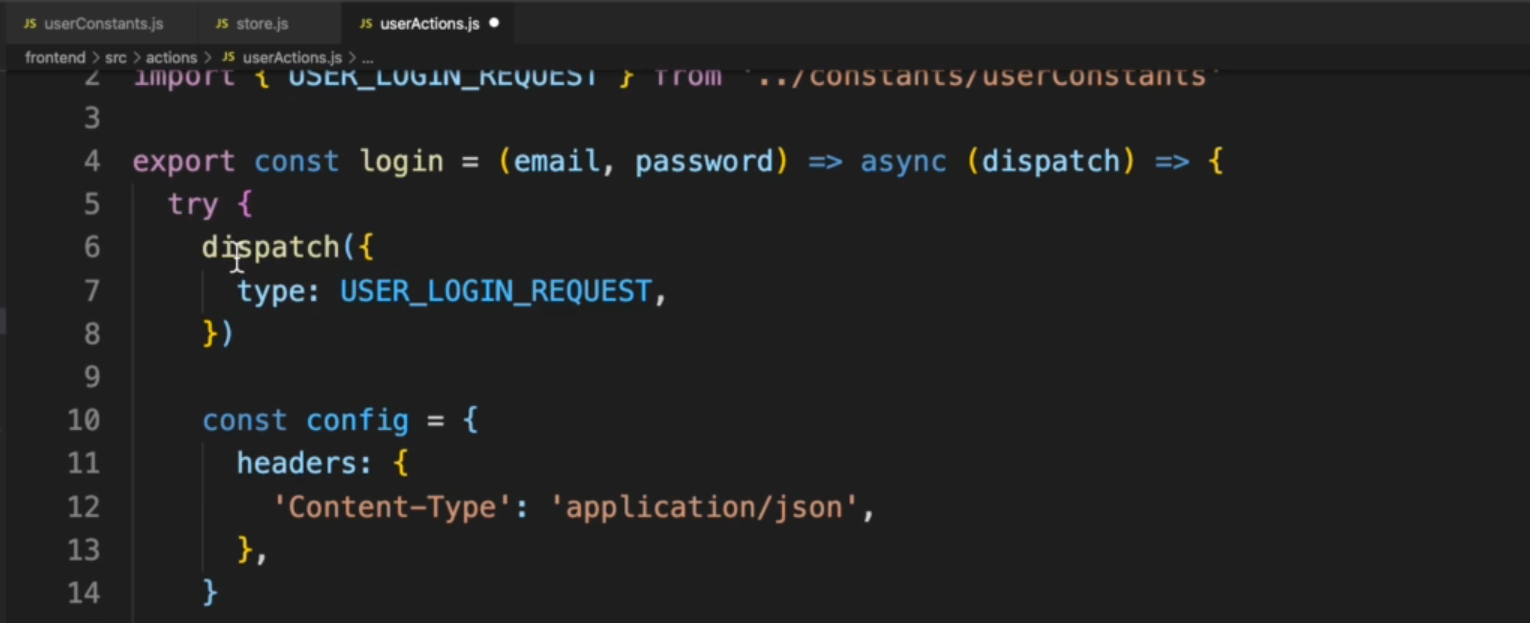 JS userConstants.js JS store.js JS userActions.js
frontend > src > actions > JS userActions.js > ...
2 import { USER_LOGIN_REQUEST } from '../constants/userConstants'
3
4 export const login = (email, password) => async (dispatch) => {
5 try {
6 dispatch({
7 type: USER_LOGIN_REQUEST,
8 })
9
10 const config = {
11 headers: {
12 'Content-Type': 'application/json',
13 },
14 }